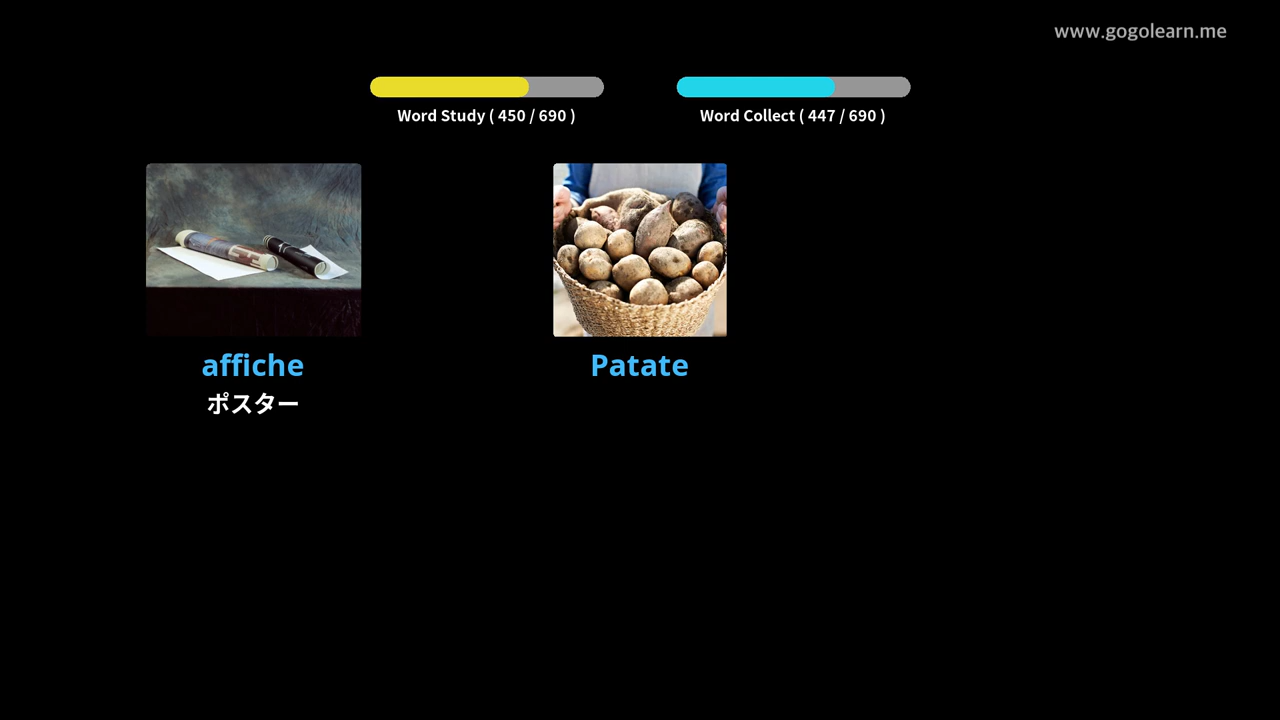 www.gogolearn.me
Word Study ( 450 / 690 )
Word Collect ( 447 / 690 )
affiche
ポスター
Patate